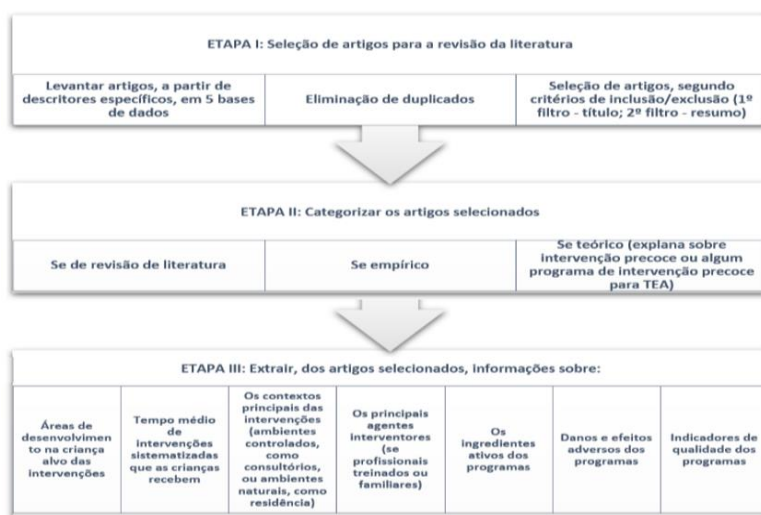 ETAPA I: Seleção de artigos para a revisão da literatura
Levantar artigos, a partir de
descritores específicos, em 5 bases
de dados
Eliminação de duplicados
Seleção de artigos, segundo
critérios de inclusão/exclusão (1º
filtro - título; 2º filtro - resumo)
ETAPA II: Categorizar os artigos selecionados
Se de revisão de literatura
Se empírico
Se teórico (explana sobre
intervenção precoce ou algum
programa de intervenção precoce
para TEA)
ETAPA III: Extrair, dos artigos selecionados, informações sobre:
Áreas de
desenvolvimen
to na criança
alvo das
intervenções
Tempo médio
de
intervenções
sistematizadas
que as crianças
recebem
Os contextos
principais das
intervenções
(ambientes
controlados,
como
consultórios,
ou ambientes
naturais, como
residência)
Os principais
agentes
interventores
(se
profissionais
treinados ou
familiares)
Os
ingredientes
ativos dos
programas
Danos e efeitos
adversos dos
programas
Indicadores de
qualidade dos
programas